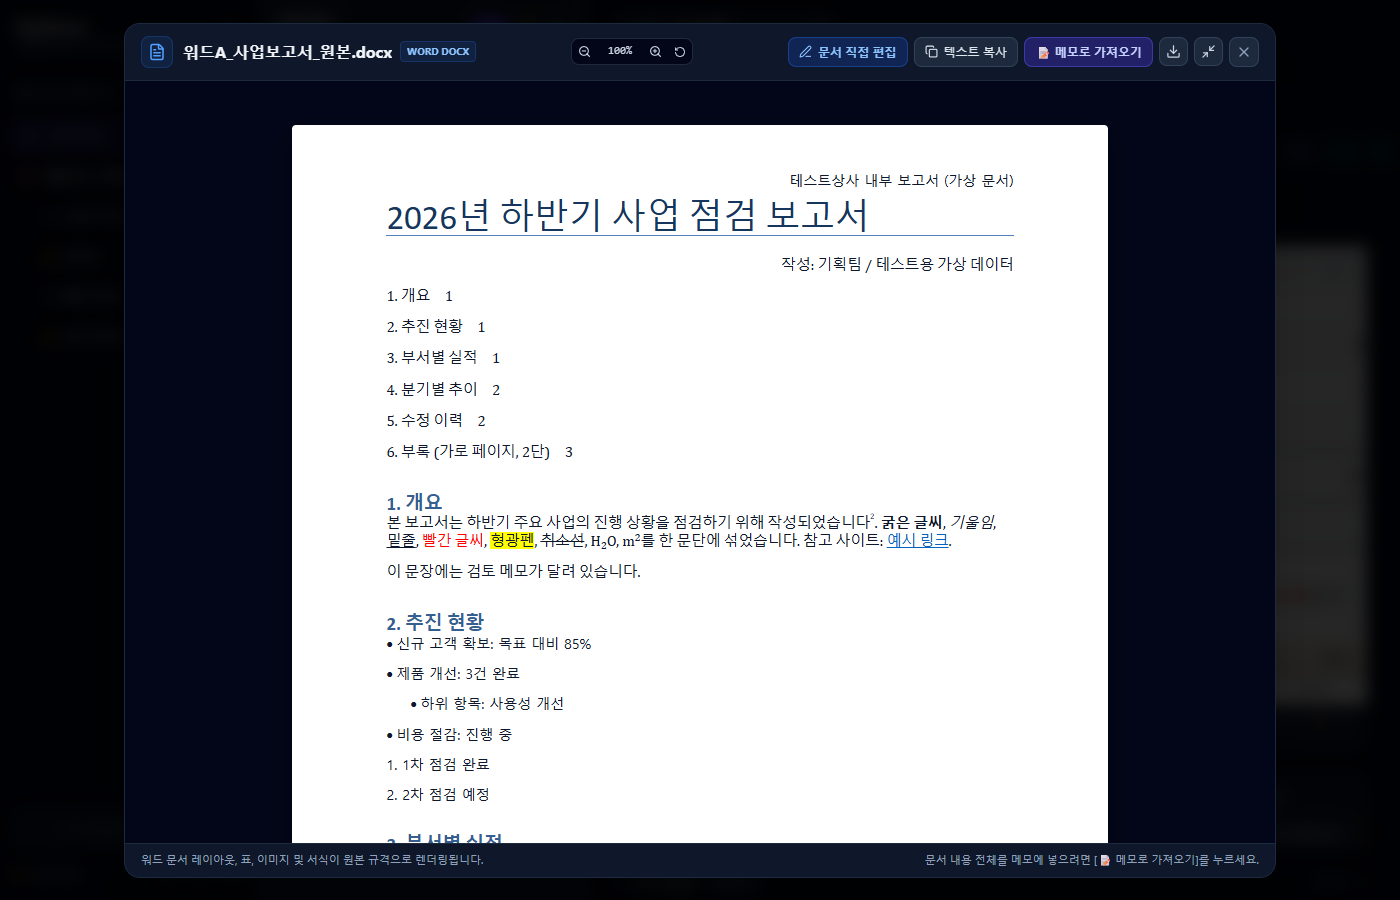 워드A_사업보고서_원본.docx WORD DOCX 100% 문서 직접 편집 텍스트 복사 메모로 가져오기
테스트상사 내부 보고서 (가상 문서)
2026년 하반기 사업 점검 보고서
작성: 기획팀 / 테스트용 가상 데이터
1. 개요 1
2. 추진 현황 1
3. 부서별 실적 1
4. 분기별 추이 2
5. 수정 이력 2
6. 부록 (가로 페이지, 2단) 3
1. 개요
본 보고서는 하반기 주요 사업의 진행 상황을 점검하기 위해 작성되었습니다2. 굵은 글씨, 기울임,
밑줄, 빨간 글씨, 형광펜, 취소선, H2O, m²를 한 문단에 섞었습니다. 참고 사이트: 예시 링크.
이 문장에는 검토 메모가 달려 있습니다.
2. 추진 현황
• 신규 고객 확보: 목표 대비 85%
• 제품 개선: 3건 완료
• 하위 항목: 사용성 개선
• 비용 절감: 진행 중
1. 1차 점검 완료
2. 2차 점검 예정
3. 부서별 실적
워드 문서 레이아웃, 표, 이미지 및 서식이 원본 규격으로 렌더링됩니다. 문서 내용 전체를 메모에 넣으려면 [📝 메모로 가져오기]를 누르세요.